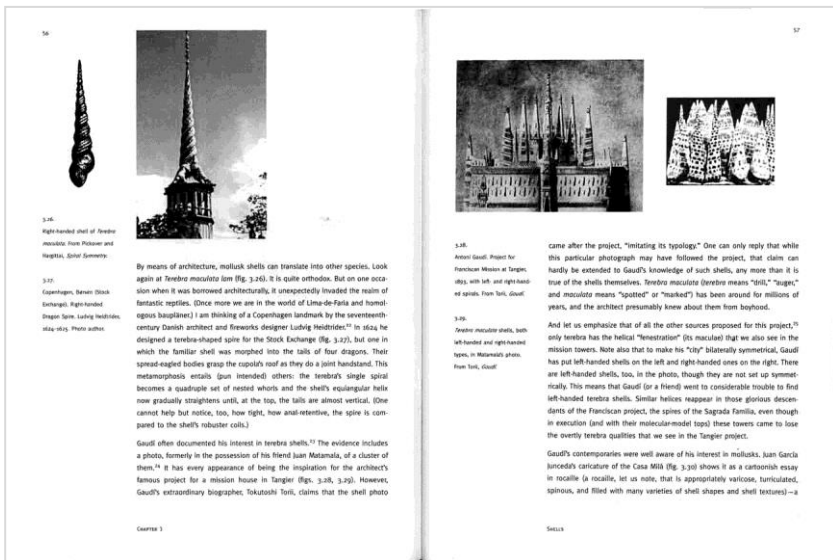 56
3.26.
Right-handed shell of Terebra
maculata. From Pickover and
Hargittai, Spiral Symmetry.
3.27.
Copenhagen, Børsen (Stock
Exchange). Right-handed
Dragon Spire. Ludvig Heidtrider,
1624–1625. Photo author.
By means of architecture, mollusk shells can translate into other species. Look
again at Terebra maculata lam (fig. 3.26). It is quite orthodox. But on one occa-
sion when it was borrowed architecturally, it unexpectedly invaded the realm of
fantastic reptiles. (Once more we are in the world of Lima-de-Faria and homol-
ogous baupläner.) I am thinking of a Copenhagen landmark by the seventeenth-
century Danish architect and fireworks designer Ludvig Heidtrider. In 1624 he
designed a terebra-shaped spire for the Stock Exchange (fig. 3.27), but one in
which the familiar shell was morphed into the tails of four dragons. Their
spread-eagled bodies grasp the cupola's roof as they do a joint handstand. This
metamorphosis entails (pun intended) others: the terebra's single spiral
becomes a quadruple set of nested whorls and the shell's equiangular helix
now gradually straightens until, at the top, the tails are almost vertical. (One
cannot help but notice, too, how tight, how anal-retentive, the spire is com-
pared to the shell's robuster coils.)
Gaudí often documented his interest in terebra shells.²³ The evidence includes
a photo, formerly in the possession of his friend Juan Matamala, of a cluster of
them.²⁴ It has every appearance of being the inspiration for the architect's
famous project for a mission house in Tangier (figs. 3.28, 3.29). However,
Gaudí's extraordinary biographer, Tokutoshi Torii, claims that the shell photo
CHAPTER 3
57
3.28.
Antoni Gaudí. Project for
Franciscan Mission at Tangier,
1893, with left- and right-hand-
ed spirals. From Torii, Gaudí.
3.29.
Terebra maculata shells, both
left-handed and right-handed
types, in Matamala's photo.
From Torii, Gaudí.
came after the project, "imitating its typology." One can only reply that while
this particular photograph may have followed the project, that claim can
hardly be extended to Gaudí's knowledge of such shells, any more than it is
true of the shells themselves. Terebra maculata (terebra means "drill," "auger,"
and maculata means "spotted" or "marked") has been around for millions of
years, and the architect presumably knew about them from boyhood.
And let us emphasize that of all the other sources proposed for this project,²⁵
only terebra has the helical "fenestration" (its maculae) that we also see in the
mission towers. Note also that to make his "city" bilaterally symmetrical, Gaudí
has put left-handed shells on the left and right-handed ones on the right. There
are left-handed shells, too, in the photo, though they are not set up symmet-
rically. This means that Gaudí (or a friend) went to considerable trouble to find
left-handed terebra shells. Similar helices reappear in those glorious descen-
dants of the Franciscan project, the spires of the Sagrada Familia, even though
in execution (and with their molecular-model tops) these towers came to lose
the overtly terebra qualities that we see in the Tangier project.
Gaudí's contemporaries were well aware of his interest in mollusks. Juan García
Junceda's caricature of the Casa Milà (fig. 3.30) shows it as a cartoonish essay
in rocaille (a rocaille, let us note, that is appropriately varicose, turriculated,
spinous, and filled with many varieties of shell shapes and shell textures)—a
SHELLS